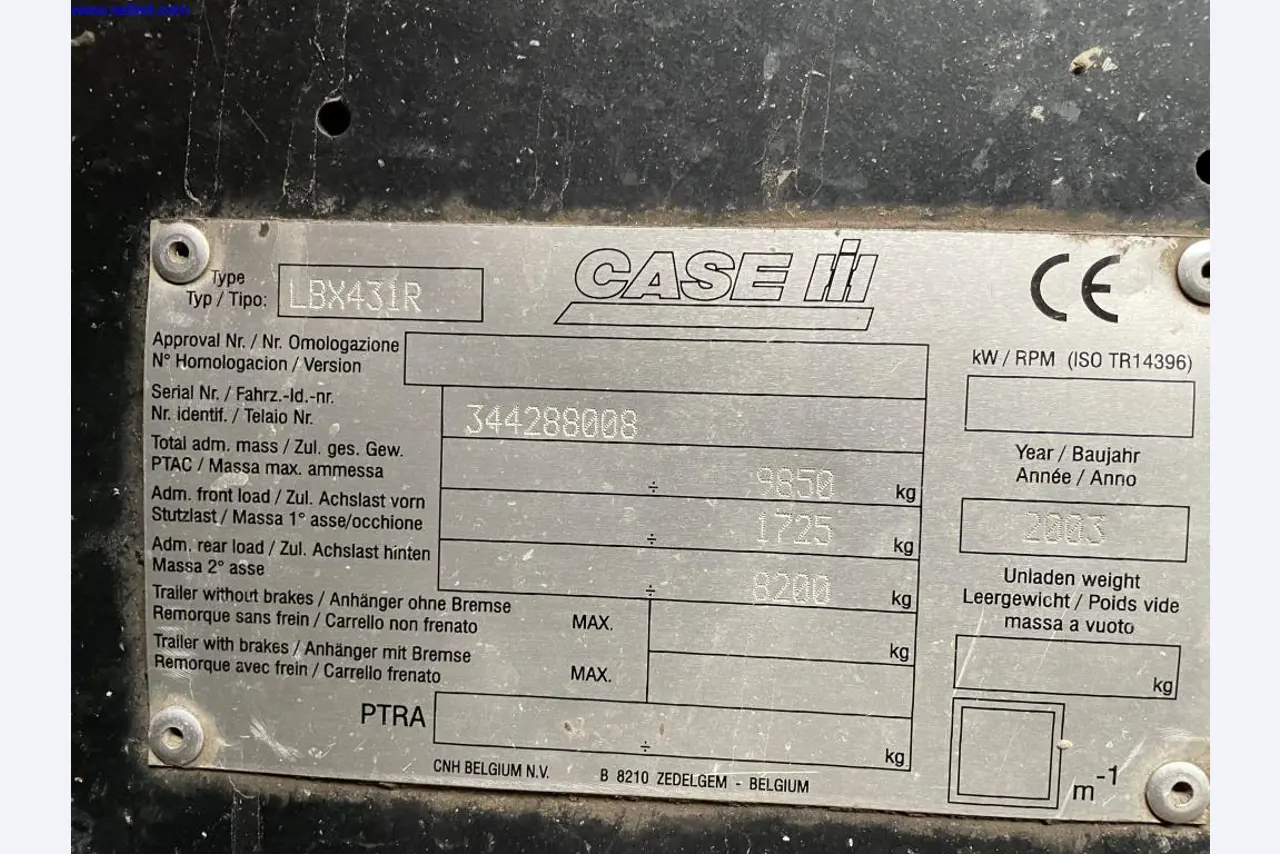 Type
Typ / Tipo: LBX431R
CASE III
CE
Approval Nr. / Nr. Omologazione
N° Homologacion / Version
kW / RPM (ISO TR14396)
Serial Nr. / Fahrz.-Id.-nr.
Nr. identif. / Telaio Nr.
344288008
Total adm. mass / Zul. ges. Gew.
PTAC / Massa max. ammessa
÷ 9850 kg
Year / Baujahr
Année / Anno
2003
Adm. front load / Zul. Achslast vorn
Stutzlast / Massa 1° asse/occhione
÷ 1725 kg
Adm. rear load / Zul. Achslast hinten
Massa 2° asse
÷ 8200 kg
Unladen weight
Leergewicht / Poids vide
massa a vuoto
kg
Trailer without brakes / Anhänger ohne Bremse
Remorque sans frein / Carrello non frenato
MAX. kg
Trailer with brakes / Anhänger mit Bremse
Remorque avec frein / Carrello frenato
MAX.
PTRA ÷ kg
m-1
CNH BELGIUM N.V. B 8210 ZEDELGEM - BELGIUM